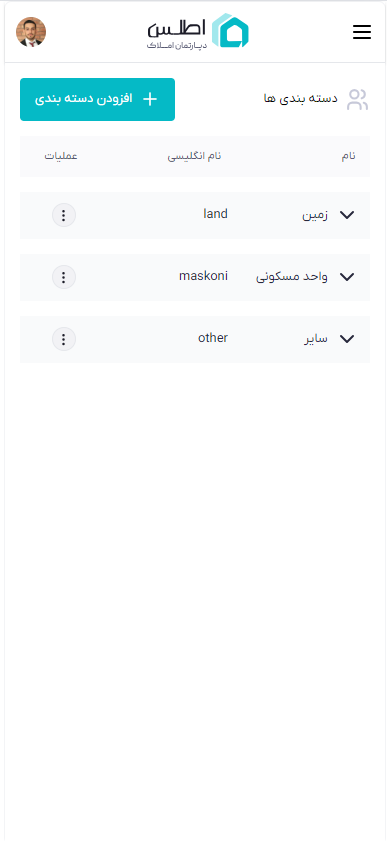 اطلس
دپارتمان املاک
دسته بندی ها
افزودن دسته بندی
نام نام انگلیسی عملیات
زمین land
واحد مسکونی maskoni
سایر other